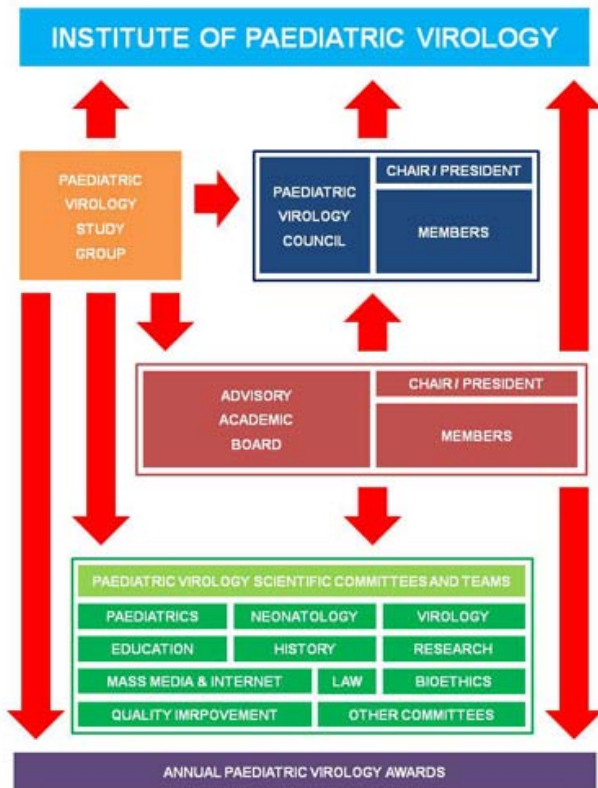 INSTITUTE OF PAEDIATRIC VIROLOGY
PAEDIATRIC
VIROLOGY
STUDY
GROUP
PAEDIATRIC
VIROLOGY
COUNCIL
CHAIR / PRESIDENT
MEMBERS
ADVISORY
ACADEMIC
BOARD
CHAIR / PRESIDENT
MEMBERS
PAEDIATRIC VIROLOGY SCIENTIFIC COMMITTEES AND TEAMS
PAEDIATRICS
NEONATOLOGY
VIROLOGY
EDUCATION
HISTORY
RESEARCH
MASS MEDIA & INTERNET
LAW
BIOETHICS
QUALITY IMRPOVEMENT
OTHER COMMITTEES
ANNUAL PAEDIATRIC VIROLOGY AWARDS